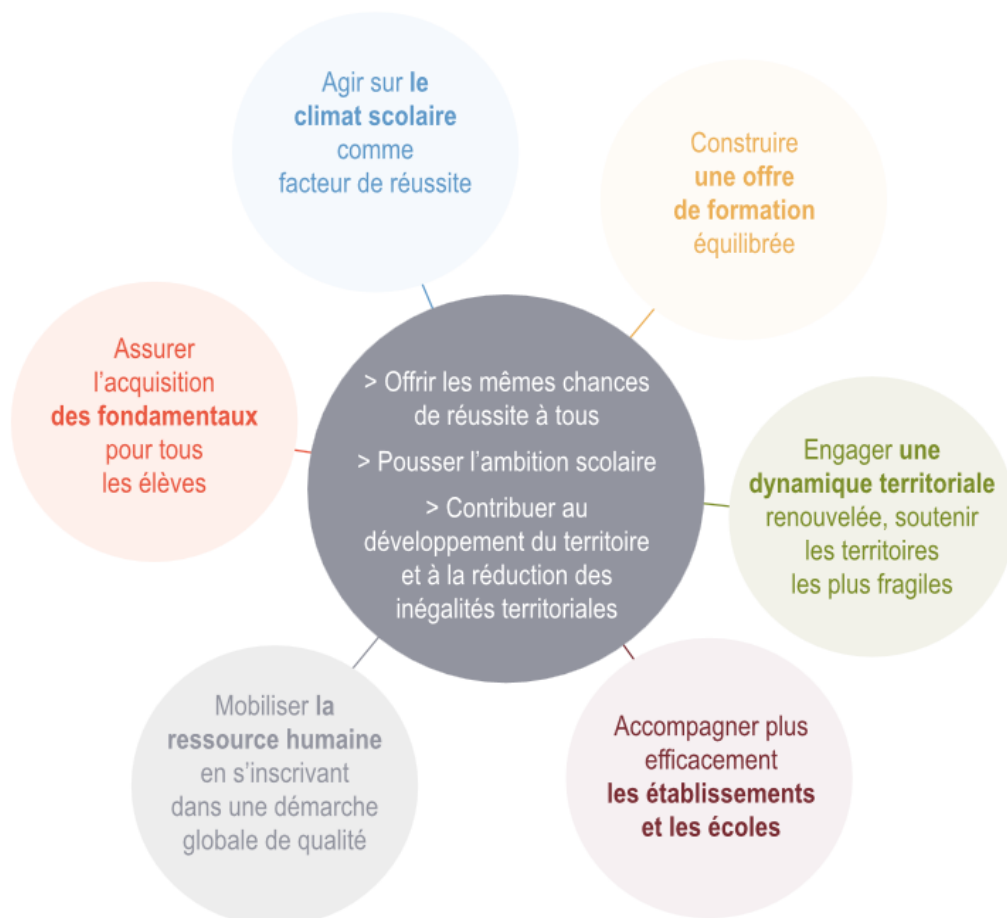 Agir sur le
climat scolaire
comme
facteur de réussite
Construire
une offre
de formation
équilibrée
Assurer
l’acquisition
des fondamentaux
pour tous
les élèves
> Offrir les mêmes chances
de réussite à tous
> Pousser l’ambition scolaire
> Contribuer au
développement du territoire
et à la réduction des
inégalités territoriales
Engager une
dynamique territoriale
renouvelée, soutenir
les territoires
les plus fragiles
Mobiliser la
ressource humaine
en s’inscrivant
dans une démarche
globale de qualité
Accompagner plus
efficacement
les établissements
et les écoles